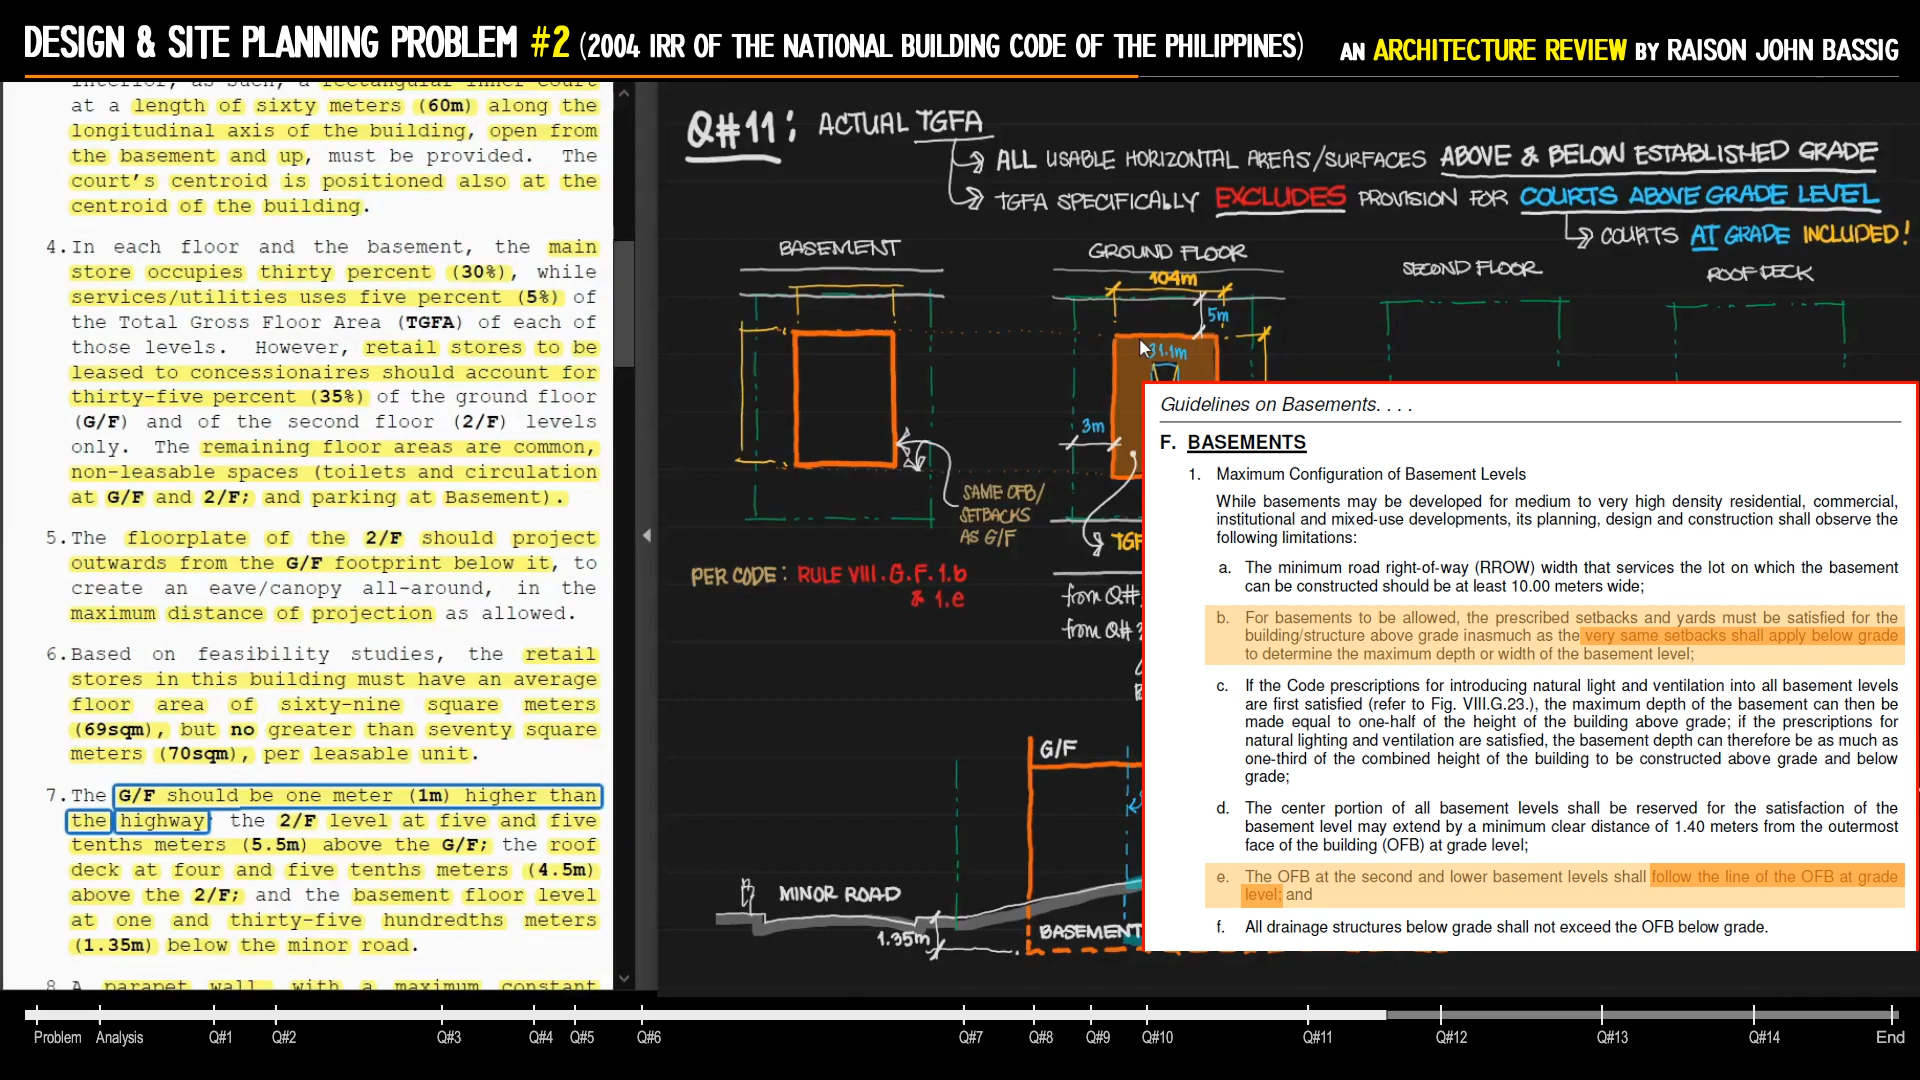 DESIGN & SITE PLANNING PROBLEM #2 (2004 IRR OF THE NATIONAL BUILDING CODE OF THE PHILIPPINES)
AN ARCHITECTURE REVIEW BY RAISON JOHN BASSIG
interior, as such, a rectangular inner court
at a length of sixty meters (60m) along the
longitudinal axis of the building, open from
the basement and up, must be provided. The
court's centroid is positioned also at the
centroid of the building.
4. In each floor and the basement, the main
store occupies thirty percent (30%), while
services/utilities uses five percent (5%) of
the Total Gross Floor Area (TGFA) of each of
those levels. However, retail stores to be
leased to concessionaires should account for
thirty-five percent (35%) of the ground floor
(G/F) and of the second floor (2/F) levels
only. The remaining floor areas are common,
non-leasable spaces (toilets and circulation
at G/F and 2/F; and parking at Basement).
5. The floorplate of the 2/F should project
outwards from the G/F footprint below it, to
create an eave/canopy all-around, in the
maximum distance of projection as allowed.
6. Based on feasibility studies, the retail
stores in this building must have an average
floor area of sixty-nine square meters
(69sqm), but no greater than seventy square
meters (70sqm), per leasable unit.
7. The G/F should be one meter (1m) higher than
the highway; the 2/F level at five and five
tenths meters (5.5m) above the G/F; the roof
deck at four and five tenths meters (4.5m)
above the 2/F; and the basement floor level
at one and thirty-five hundredths meters
(1.35m) below the minor road.
8. A parapet wall, with a maximum constant
Q#11: ACTUAL TGFA
ALL USABLE HORIZONTAL AREAS/SURFACES ABOVE & BELOW ESTABLISHED GRADE
TGFA SPECIFICALLY EXCLUDES PROVISION FOR COURTS ABOVE GRADE LEVEL
COURTS AT GRADE INCLUDED!
BASEMENT
GROUND FLOOR
SECOND FLOOR
ROOF DECK
104m
5m
31.1m
3m
SAME OFB/
SETBACKS
AS G/F
PER CODE: RULE VIII.G.F.1.b
& 1.e
TGF
from Q#
from Q#
G/F
MINOR ROAD
1.35m
BASEMENT
Guidelines on Basements. . . .
F. BASEMENTS
1. Maximum Configuration of Basement Levels
While basements may be developed for medium to very high density residential, commercial,
institutional and mixed-use developments, its planning, design and construction shall observe the
following limitations:
a. The minimum road right-of-way (RROW) width that services the lot on which the basement
can be constructed should be at least 10.00 meters wide;
b. For basements to be allowed, the prescribed setbacks and yards must be satisfied for the
building/structure above grade inasmuch as the very same setbacks shall apply below grade
to determine the maximum depth or width of the basement level;
c. If the Code prescriptions for introducing natural light and ventilation into all basement levels
are first satisfied (refer to Fig. VIII.G.23.), the maximum depth of the basement can then be
made equal to one-half of the height of the building above grade; if the prescriptions for
natural lighting and ventilation are satisfied, the basement depth can therefore be as much as
one-third of the combined height of the building to be constructed above grade and below
grade;
d. The center portion of all basement levels shall be reserved for the satisfaction of the
basement level may extend by a minimum clear distance of 1.40 meters from the outermost
face of the building (OFB) at grade level;
e. The OFB at the second and lower basement levels shall follow the line of the OFB at grade
level; and
f. All drainage structures below grade shall not exceed the OFB below grade.
Problem Analysis Q#1 Q#2 Q#3 Q#4 Q#5 Q#6 Q#7 Q#8 Q#9 Q#10 Q#11 Q#12 Q#13 Q#14 End